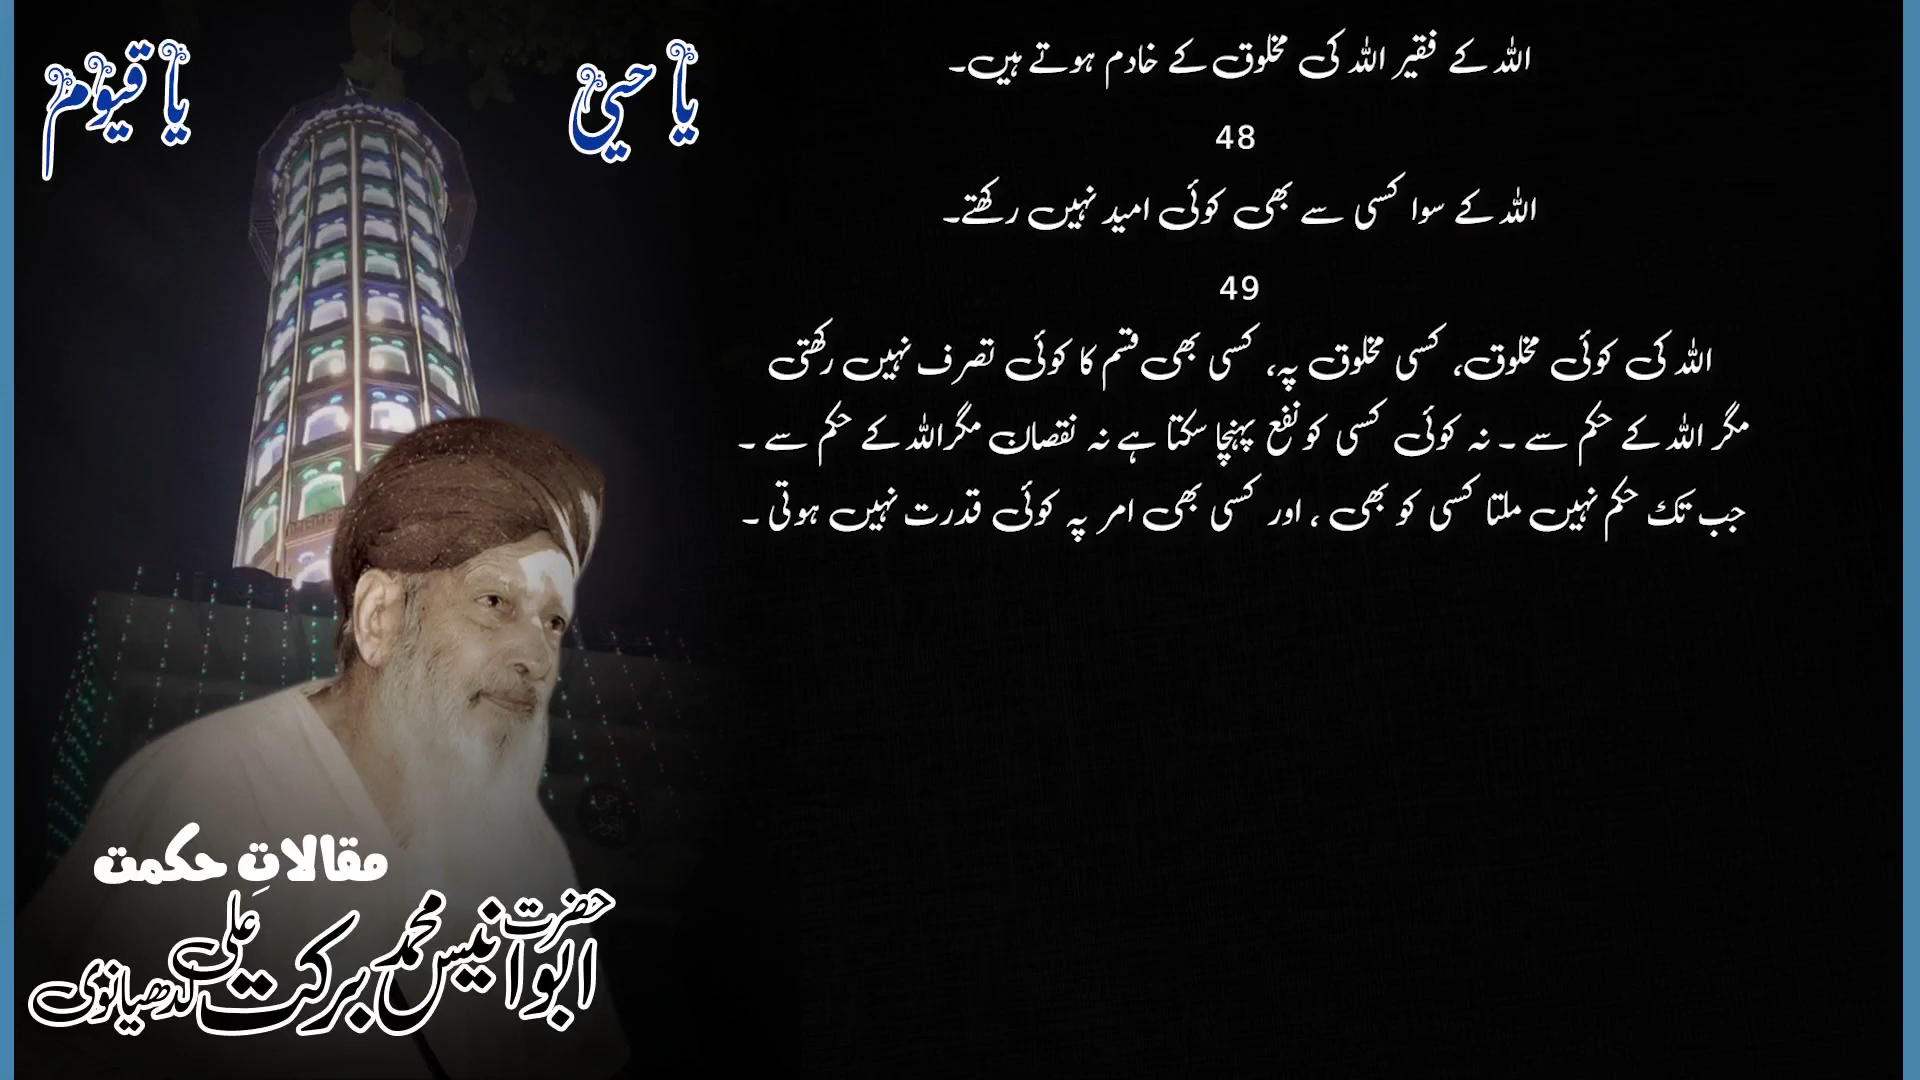 یا حیی
یا قیوم
اللہ کے فقیر اللہ کی مخلوق کے خادم ہوتے ہیں۔
48
اللہ کے سوا کسی سے بھی کوئی امید نہیں رکھتے۔
49
اللہ کی کوئی مخلوق، کسی مخلوق پہ، کسی بھی قسم کا کوئی تصرف نہیں رکھتی
مگر اللہ کے حکم سے ۔ نہ کوئی کسی کو نفع پہنچا سکتا ہے نہ نقصان مگراللہ کے حکم سے ۔
جب تک حکم نہیں ملتا کسی کو بھی ، اور کسی بھی امر پہ کوئی قدرت نہیں ہوتی ۔
مقالاتِ حکمت
حضرت
ابو انیس محمد برکت علی لدھیانوی